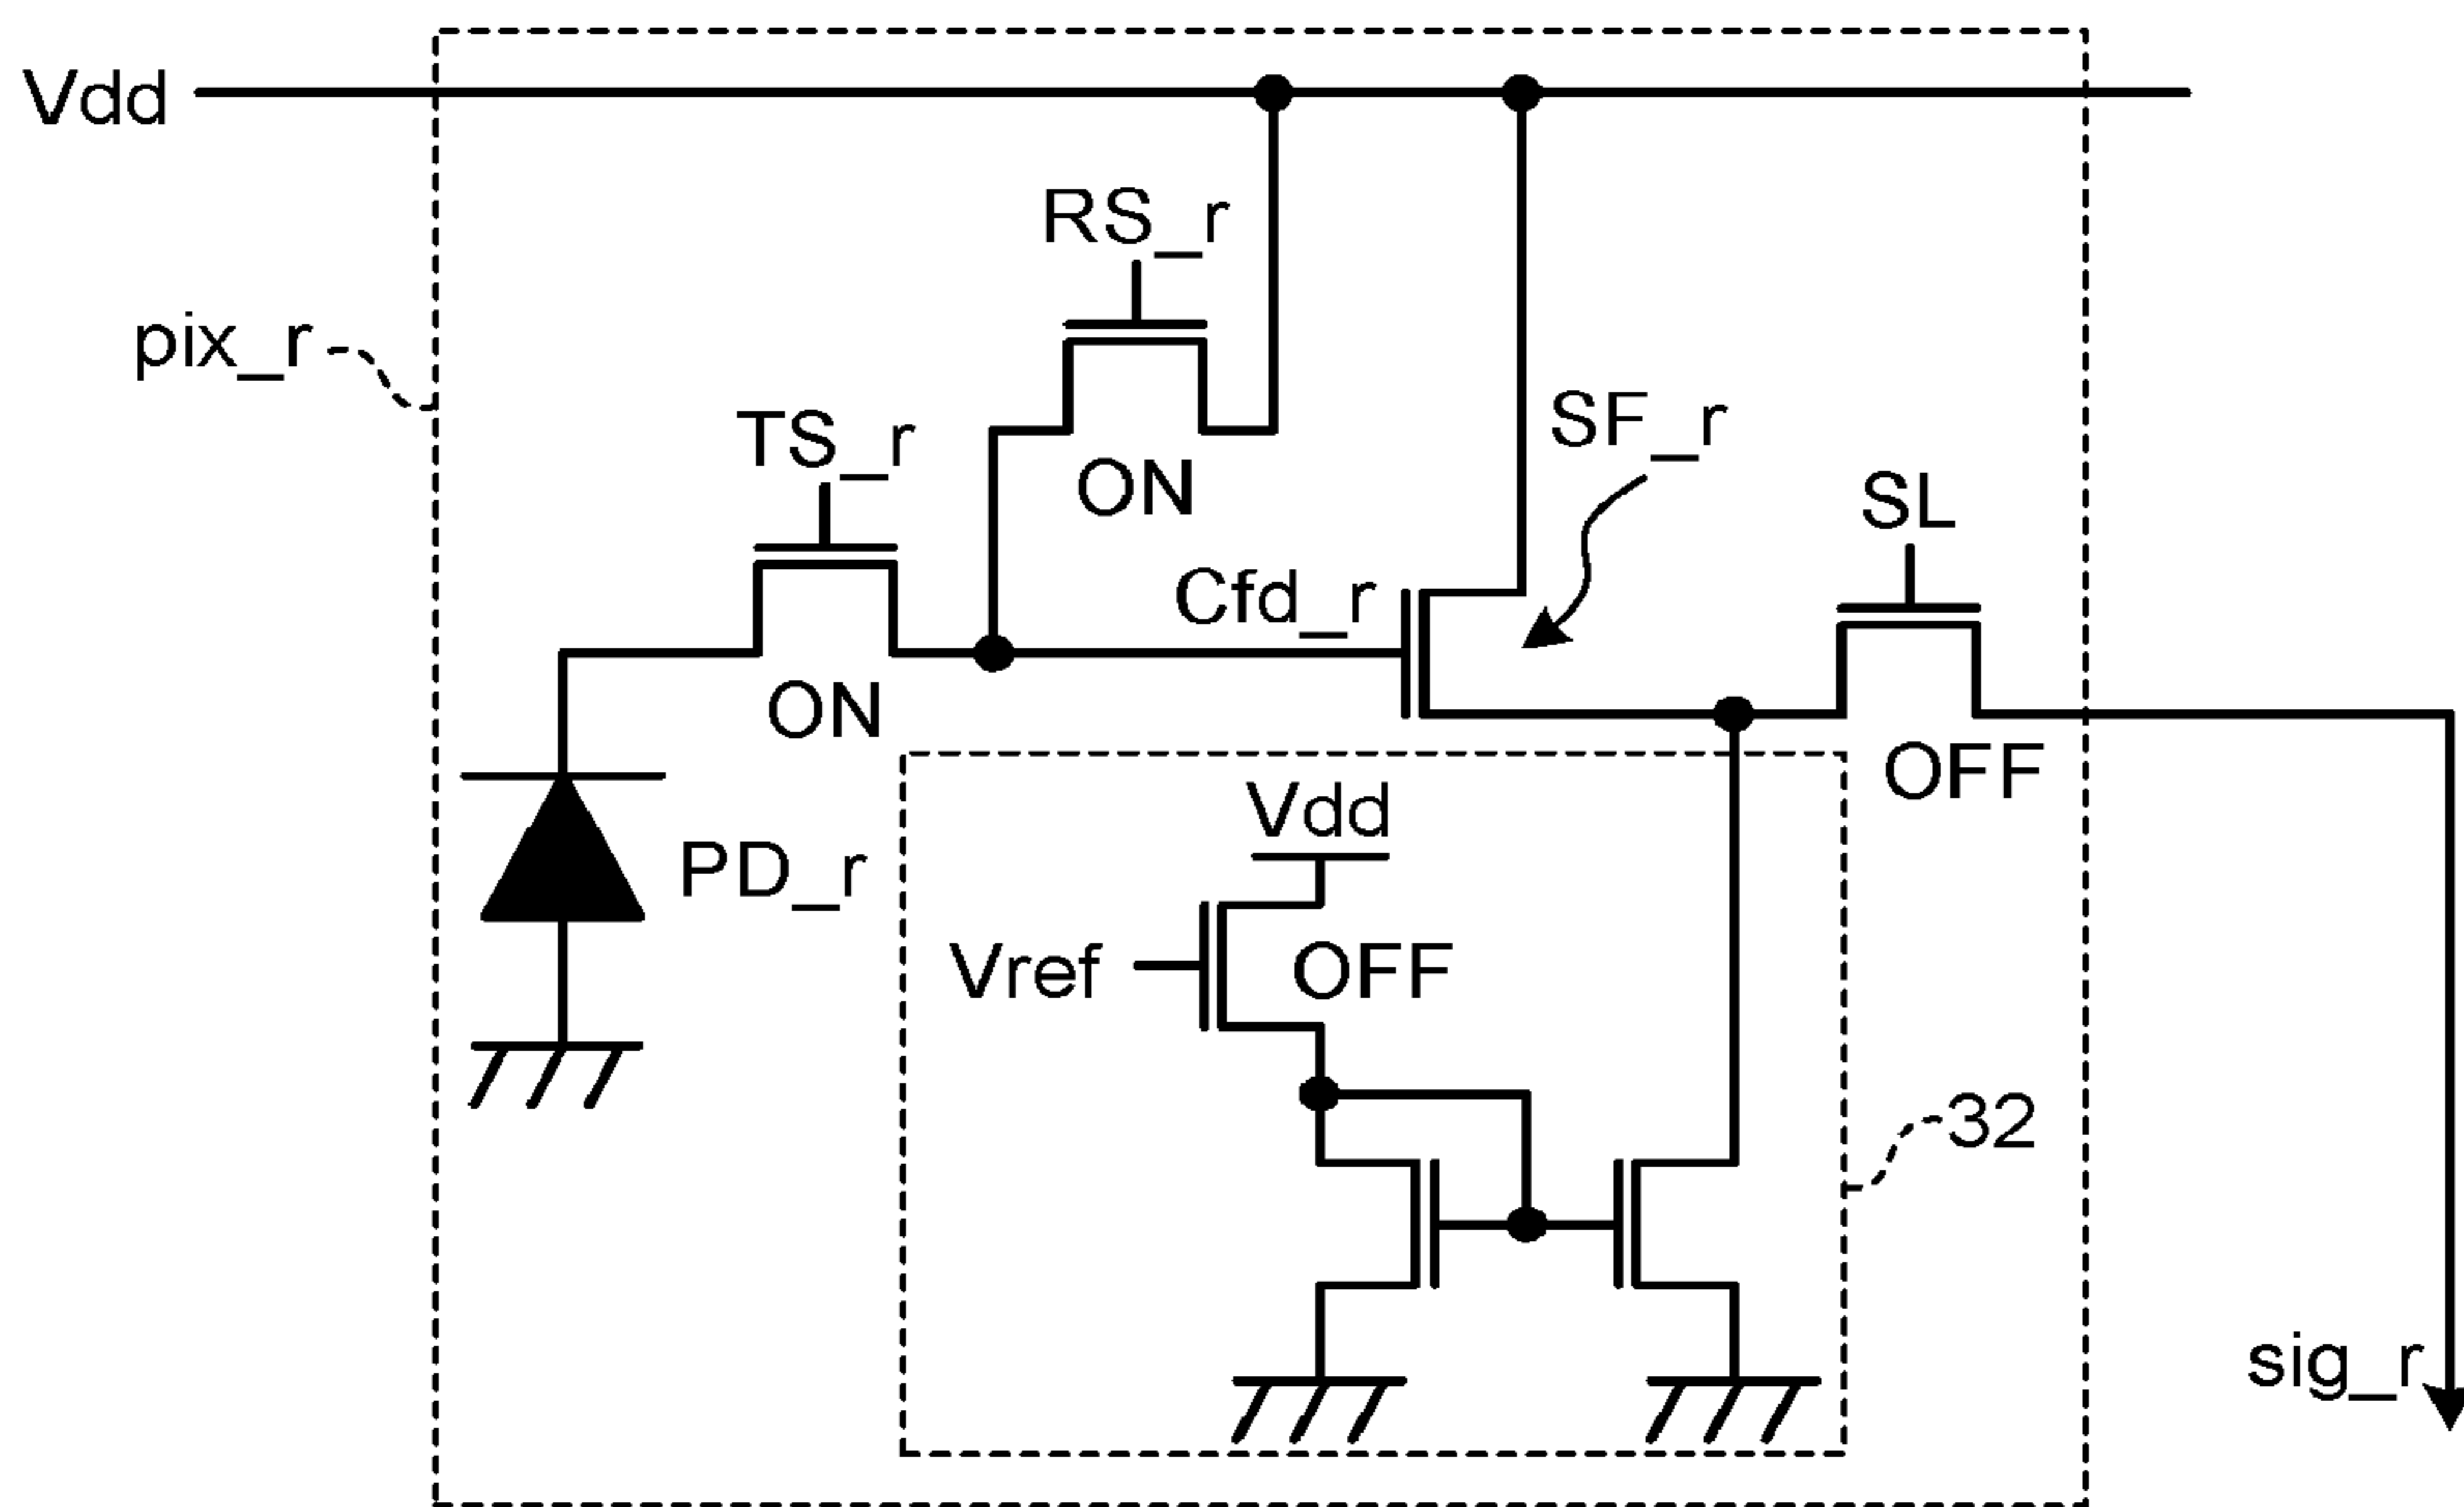 Vdd
RS_r
pix_r
TS_r
ON
SF_r
SL
Cfd_r
ON
OFF
Vdd
PD_r
Vref
OFF
32
sig_r